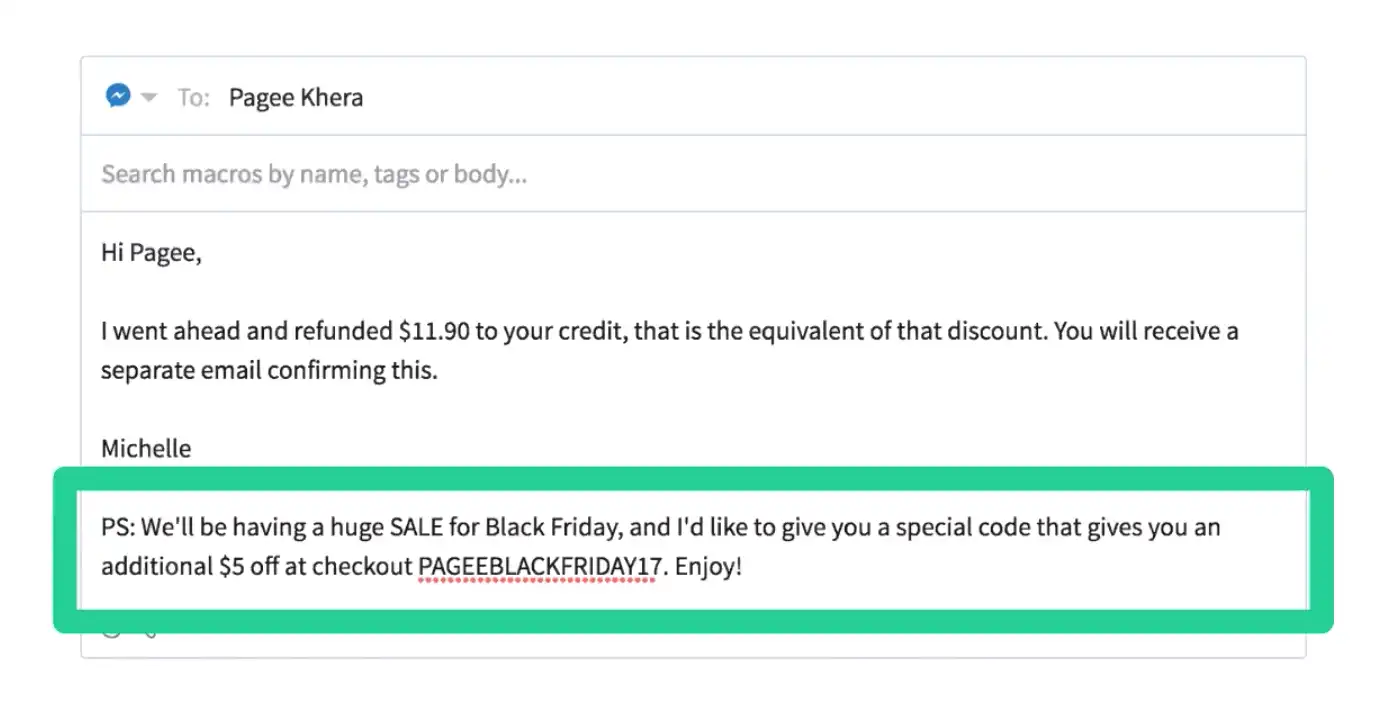 To: Pagee Khera
Search macros by name, tags or body...
Hi Pagee,
I went ahead and refunded $11.90 to your credit, that is the equivalent of that discount. You will receive a
separate email confirming this.
Michelle
PS: We'll be having a huge SALE for Black Friday, and I'd like to give you a special code that gives you an
additional $5 off at checkout PAGEEBLACKFRIDAY17. Enjoy!